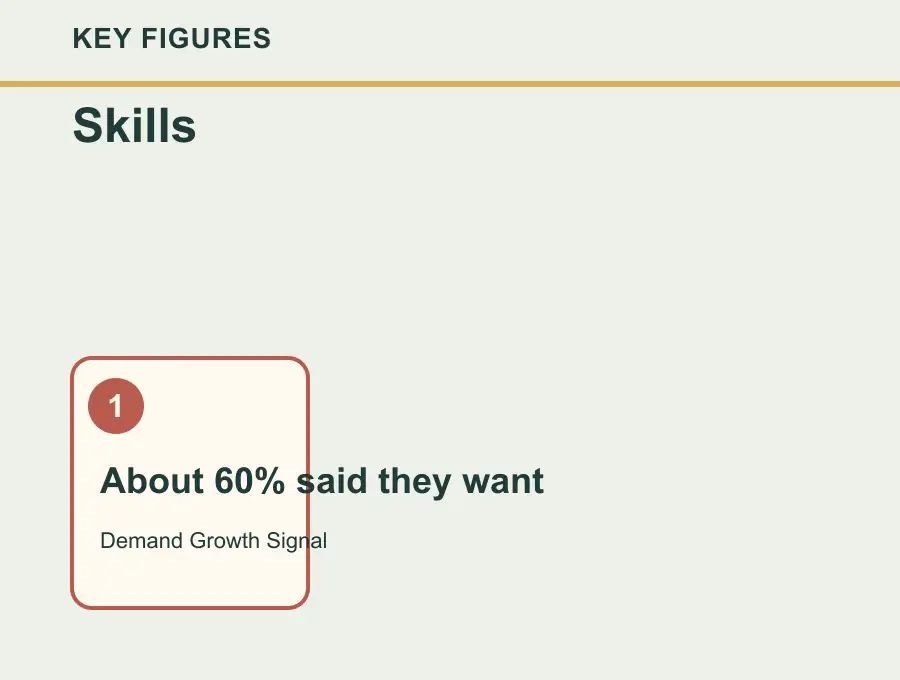 KEY FIGURES
Skills
1
About 60% said they want
Demand Growth Signal